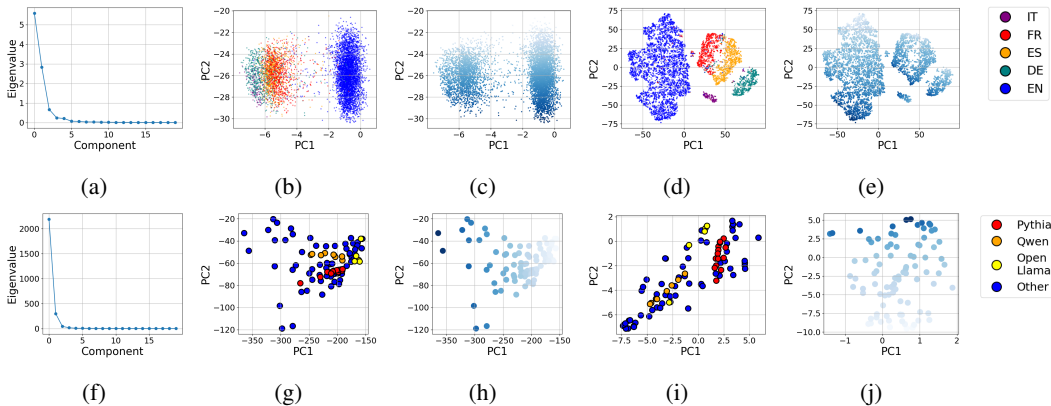 5
4
3
2
1
0
0
5
10
15
Eigenvalue
Component
(a)
−20
−22
−24
−26
−28
−30
−6
−4
−2
0
PC2
PC1
(b)
−20
−22
−24
−26
−28
−30
−6
−4
−2
0
PC2
PC1
(c)
75
50
25
0
−25
−50
−75
−50
0
50
PC2
PC1
(d)
75
50
25
0
−25
−50
−75
−50
0
50
PC2
PC1
(e)
IT
FR
ES
DE
EN
2000
1500
1000
500
0
0
5
10
15
Eigenvalue
Component
(f)
−20
−40
−60
−80
−100
−120
−350
−300
−250
−200
−150
PC2
PC1
(g)
−20
−40
−60
−80
−100
−120
−350
−300
−250
−200
−150
PC2
PC1
(h)
2
0
−2
−4
−6
−7.5
−5.0
−2.5
0.0
2.5
5.0
PC2
PC1
(i)
5.0
2.5
0.0
−2.5
−5.0
−7.5
−10.0
−1
0
1
2
PC2
PC1
(j)
Pythia
Qwen
Open
Llama
Other